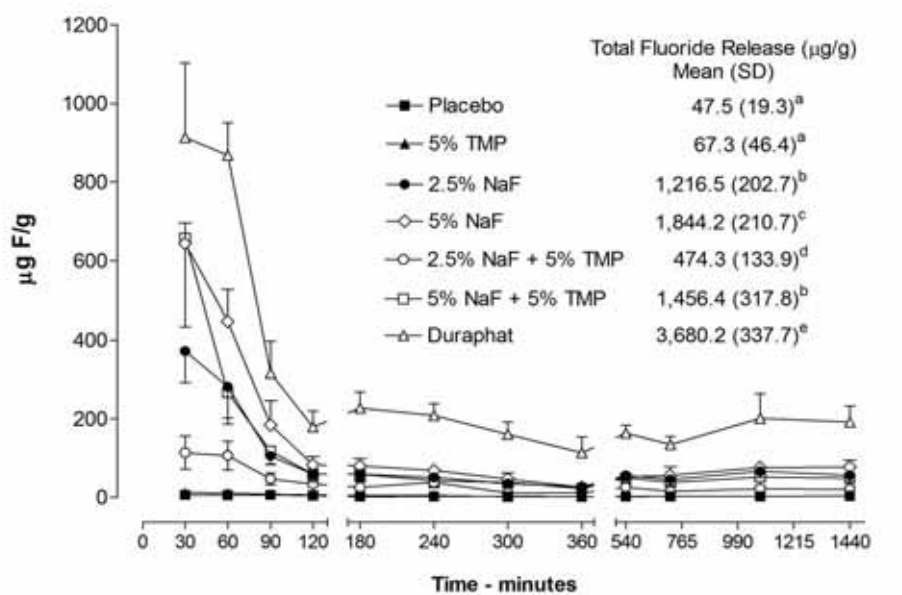 Total Fluoride Release (µg/g)
Mean (SD)
Placebo 47.5 (19.3)a
5% TMP 67.3 (46.4)a
2.5% NaF 1,216.5 (202.7)b
5% NaF 1,844.2 (210.7)c
2.5% NaF + 5% TMP 474.3 (133.9)d
5% NaF + 5% TMP 1,456.4 (317.8)b
Duraphat 3,680.2 (337.7)e
µg F/g
1200
1000
800
600
400
200
0
0 30 60 90 120 180 240 300 360 540 765 990 1215 1440
Time - minutes